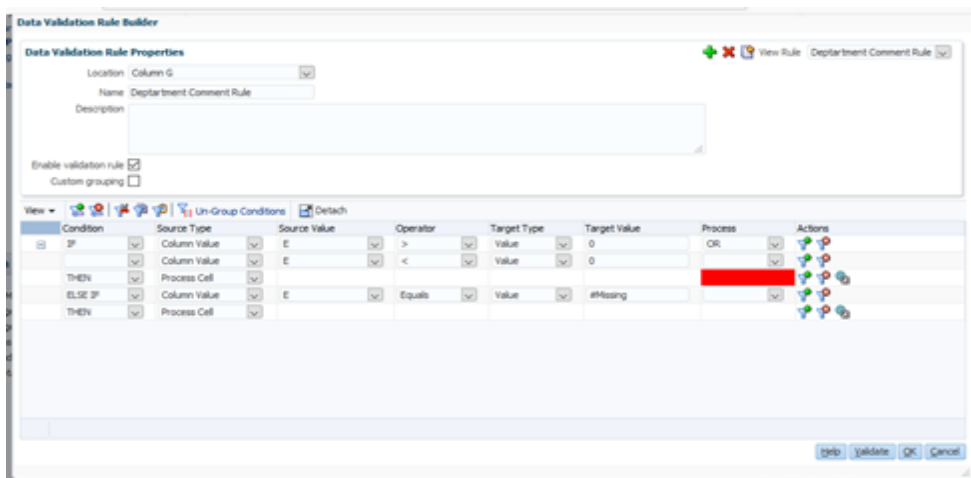 Data Validation Rule Builder
Data Validation Rule Properties
View Rule Deptartment Comment Rule
Location Column G
Name Deptartment Comment Rule
Description
Enable validation rule
Custom grouping
View Un-Group Conditions Detach
Condition Source Type Source Value Operator Target Type Target Value Process Actions
IF Column Value E > Value 0 OR
Column Value E < Value 0
THEN Process Cell
ELSE IF Column Value E Equals Value #Missing
THEN Process Cell
Help Validate OK Cancel